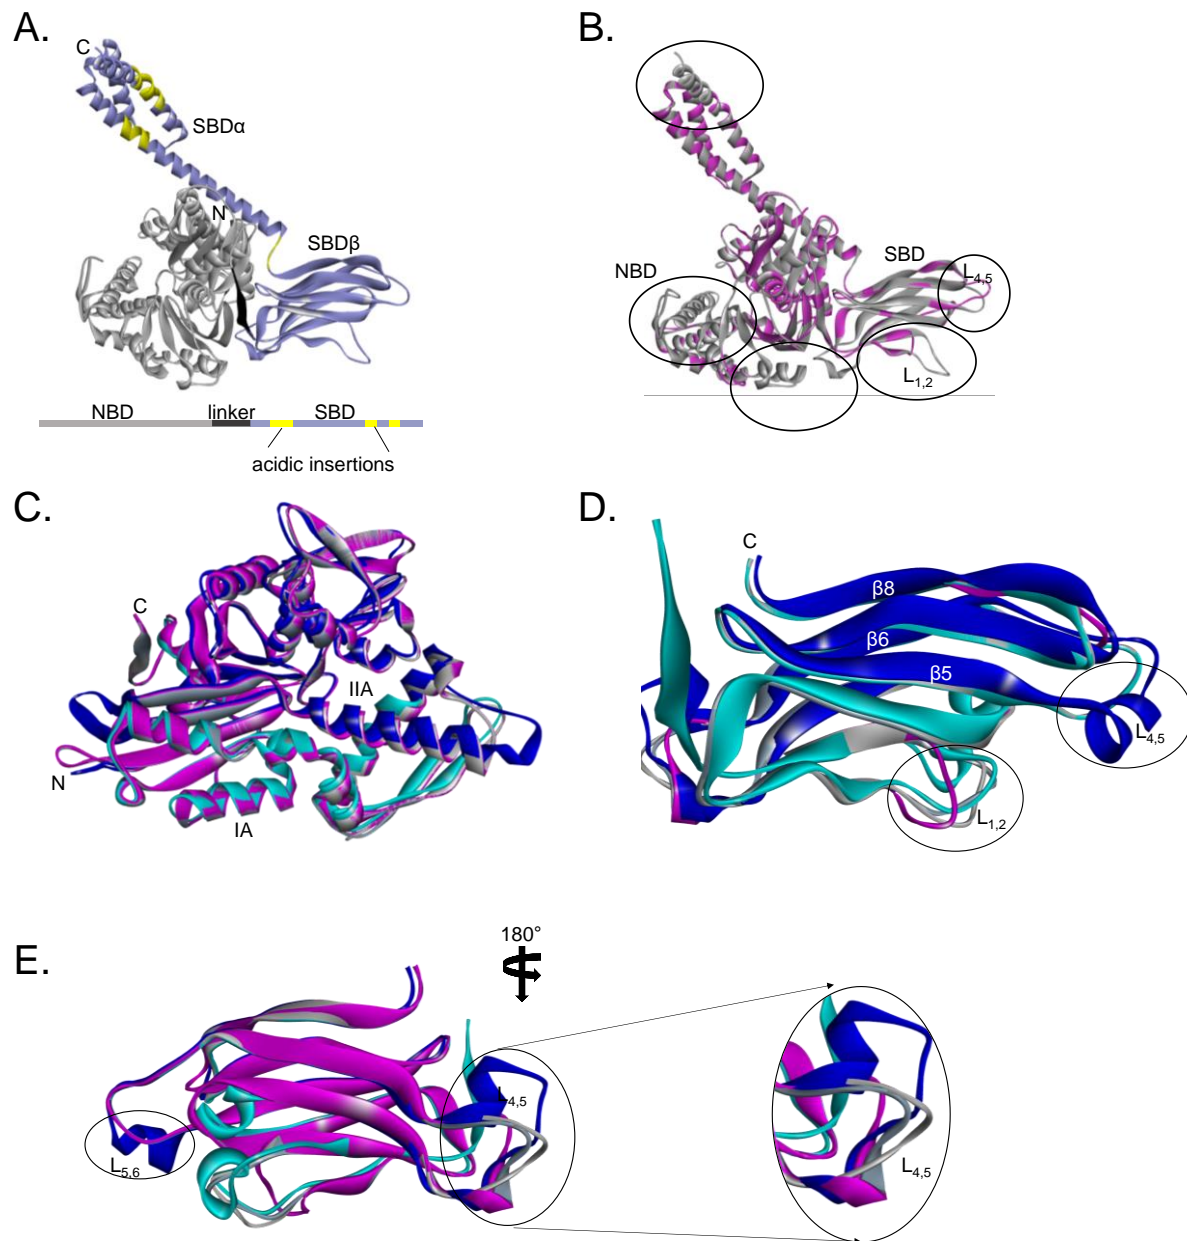 A.
C
SBDα
N
SBDβ
NBD
linker
SBD
acidic insertions
B.
NBD
SBD
L4,5
L1,2
C.
C
IIA
N
IA
D.
C
β8
β6
β5
L4,5
L1,2
E.
180°
L4,5
L5,6
L4,5